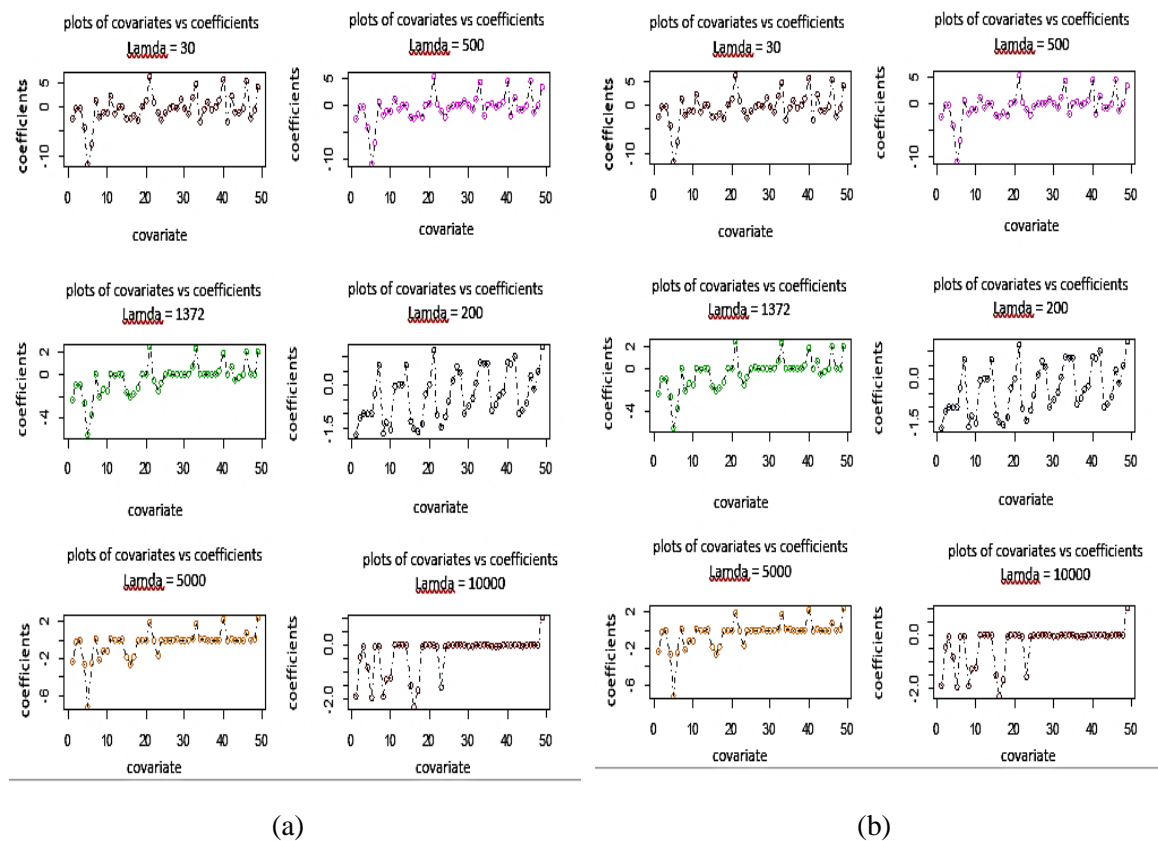 plots of covariates vs coefficients
Lamda = 30
coefficients
5
0
-10
0 10 20 30 40 50
covariate
plots of covariates vs coefficients
Lamda = 500
coefficients
5
0
-10
0 10 20 30 40 50
covariate
plots of covariates vs coefficients
Lamda = 1372
coefficients
2
0
-4
0 10 20 30 40 50
covariate
plots of covariates vs coefficients
Lamda = 200
coefficients
0.0
-1.5
0 10 20 30 40 50
covariate
plots of covariates vs coefficients
Lamda = 5000
coefficients
2
-2
-6
0 10 20 30 40 50
covariate
plots of covariates vs coefficients
Lamda = 10000
coefficients
0.0
-2.0
0 10 20 30 40 50
covariate
(a)
plots of covariates vs coefficients
Lamda = 30
coefficients
5
0
-10
0 10 20 30 40 50
covariate
plots of covariates vs coefficients
Lamda = 500
coefficients
5
0
-10
0 10 20 30 40 50
covariate
plots of covariates vs coefficients
Lamda = 1372
coefficients
2
0
-4
0 10 20 30 40 50
covariate
plots of covariates vs coefficients
Lamda = 200
coefficients
0.0
-1.5
0 10 20 30 40 50
covariate
plots of covariates vs coefficients
Lamda = 5000
coefficients
2
-2
-6
0 10 20 30 40 50
covariate
plots of covariates vs coefficients
Lamda = 10000
coefficients
0.0
-2.0
0 10 20 30 40 50
covariate
(b)